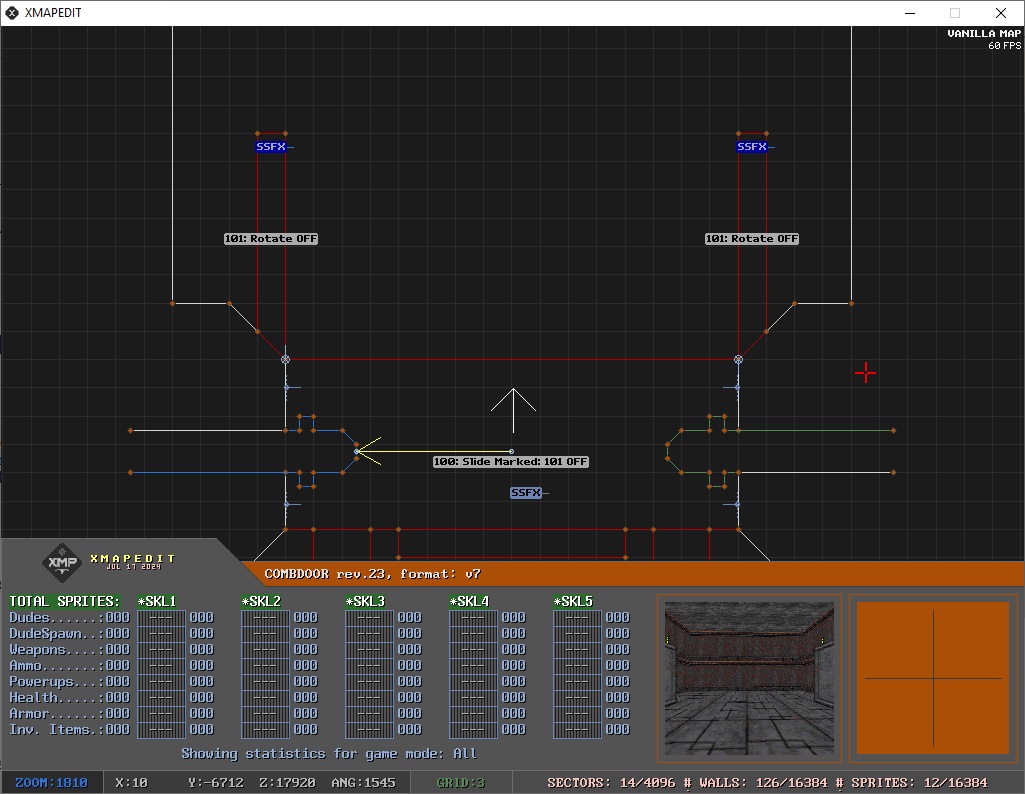 XMAPEDIT
VANILLA MAP
60 FPS
SSFX SSFX
101: Rotate OFF 101: Rotate OFF
100: Slide Marked: 101 OFF
SSFX
XMP XMAPEDIT
JUL 17 2024
COMBDOOR rev.23, format: v7
TOTAL SPRITES: *SKL1 *SKL2 *SKL3 *SKL4 *SKL5
Dudes......:000 --- 000 --- 000 --- 000 --- 000 --- 000
DudeSpawn..:000 --- 000 --- 000 --- 000 --- 000 --- 000
Weapons....:000 --- 000 --- 000 --- 000 --- 000 --- 000
Ammo.......:000 --- 000 --- 000 --- 000 --- 000 --- 000
Powerups...:000 --- 000 --- 000 --- 000 --- 000 --- 000
Health.....:000 --- 000 --- 000 --- 000 --- 000 --- 000
Armor......:000 --- 000 --- 000 --- 000 --- 000 --- 000
Inv. Items.:000 --- 000 --- 000 --- 000 --- 000 --- 000
Showing statistics for game mode: All
ZOOM:1810 X:10 Y:-6712 Z:17920 ANG:1545 GRID:3 SECTORS: 14/4096 # WALLS: 126/16384 # SPRITES: 12/16384